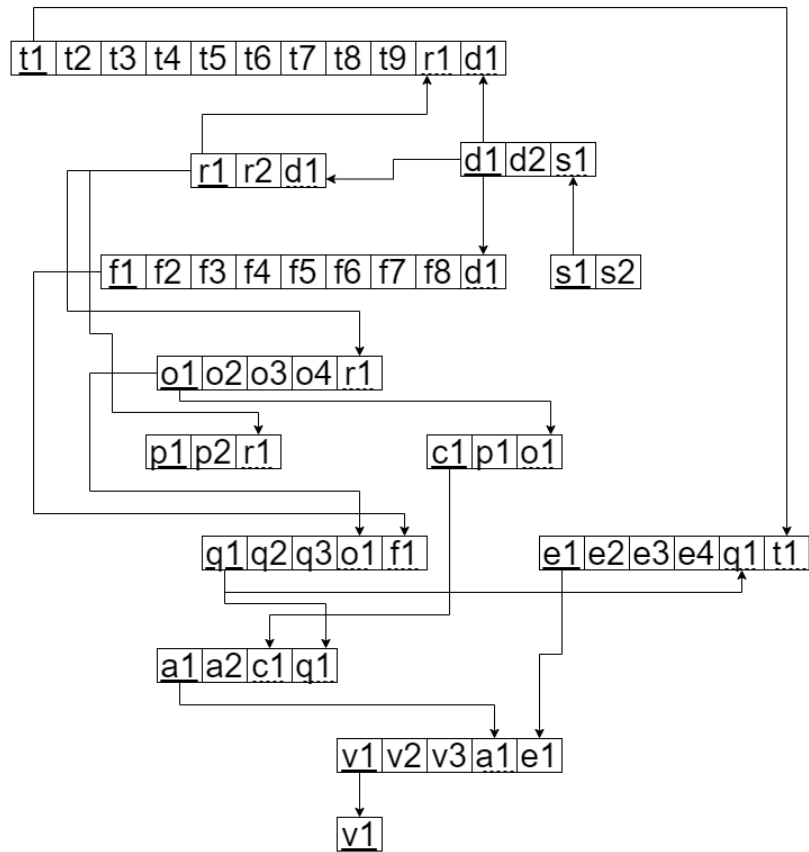 t1 t2 t3 t4 t5 t6 t7 t8 t9 r1 d1
r1 r2 d1
d1 d2 s1
f1 f2 f3 f4 f5 f6 f7 f8 d1
s1 s2
o1 o2 o3 o4 r1
p1 p2 r1
c1 p1 o1
q1 q2 q3 o1 f1
e1 e2 e3 e4 q1 t1
a1 a2 c1 q1
v1 v2 v3 a1 e1
v1